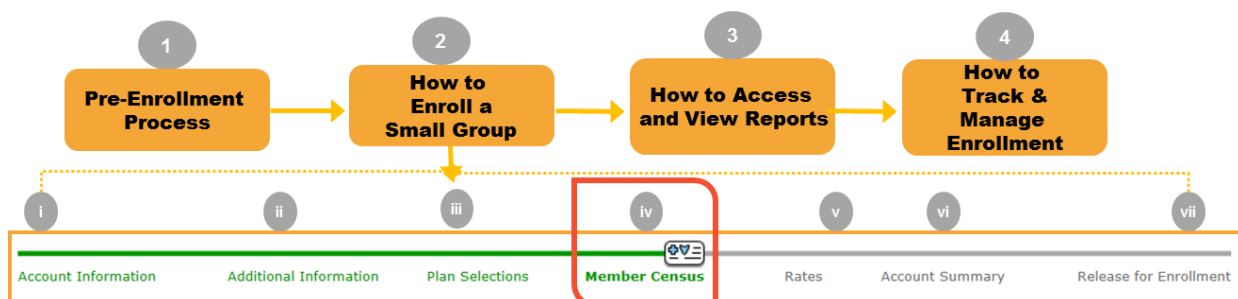 1
2
3
4
Pre-Enrollment
Process
How to
Enroll a
Small Group
How to Access
and View Reports
How to
Track &
Manage
Enrollment
i
ii
iii
iv
v
vi
vii
Account Information
Additional Information
Plan Selections
Member Census
Rates
Account Summary
Release for Enrollment